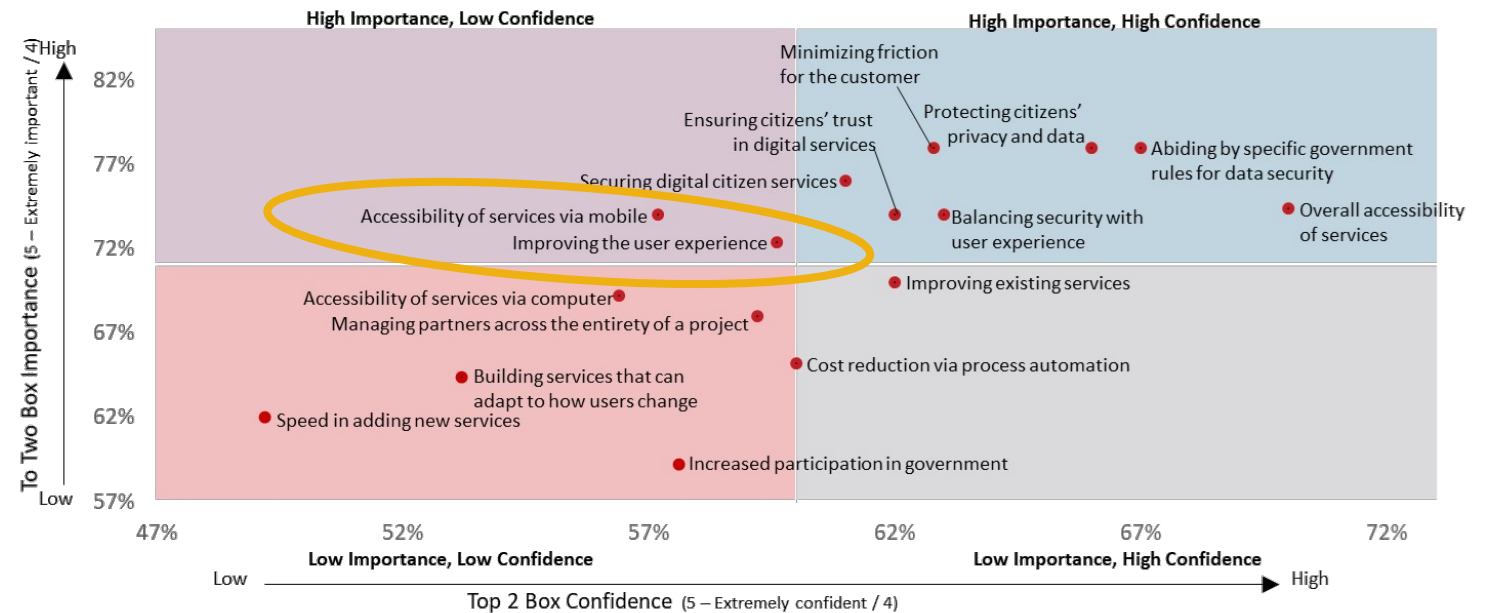 High Importance, Low Confidence
High Importance, High Confidence
To Two Box Importance (5 – Extremely important / 4)
High
Low
82%
77%
72%
67%
62%
57%
Minimizing friction
for the customer
Ensuring citizens’ trust
in digital services
Protecting citizens’
privacy and data
Abiding by specific government
rules for data security
Securing digital citizen services
Accessibility of services via mobile
Improving the user experience
Balancing security with
user experience
Overall accessibility
of services
Improving existing services
Accessibility of services via computer
Managing partners across the entirety of a project
Cost reduction via process automation
Building services that can
adapt to how users change
Speed in adding new services
Increased participation in government
47%
52%
57%
62%
67%
72%
Low Importance, Low Confidence
Low Importance, High Confidence
Low
High
Top 2 Box Confidence (5 – Extremely confident / 4)